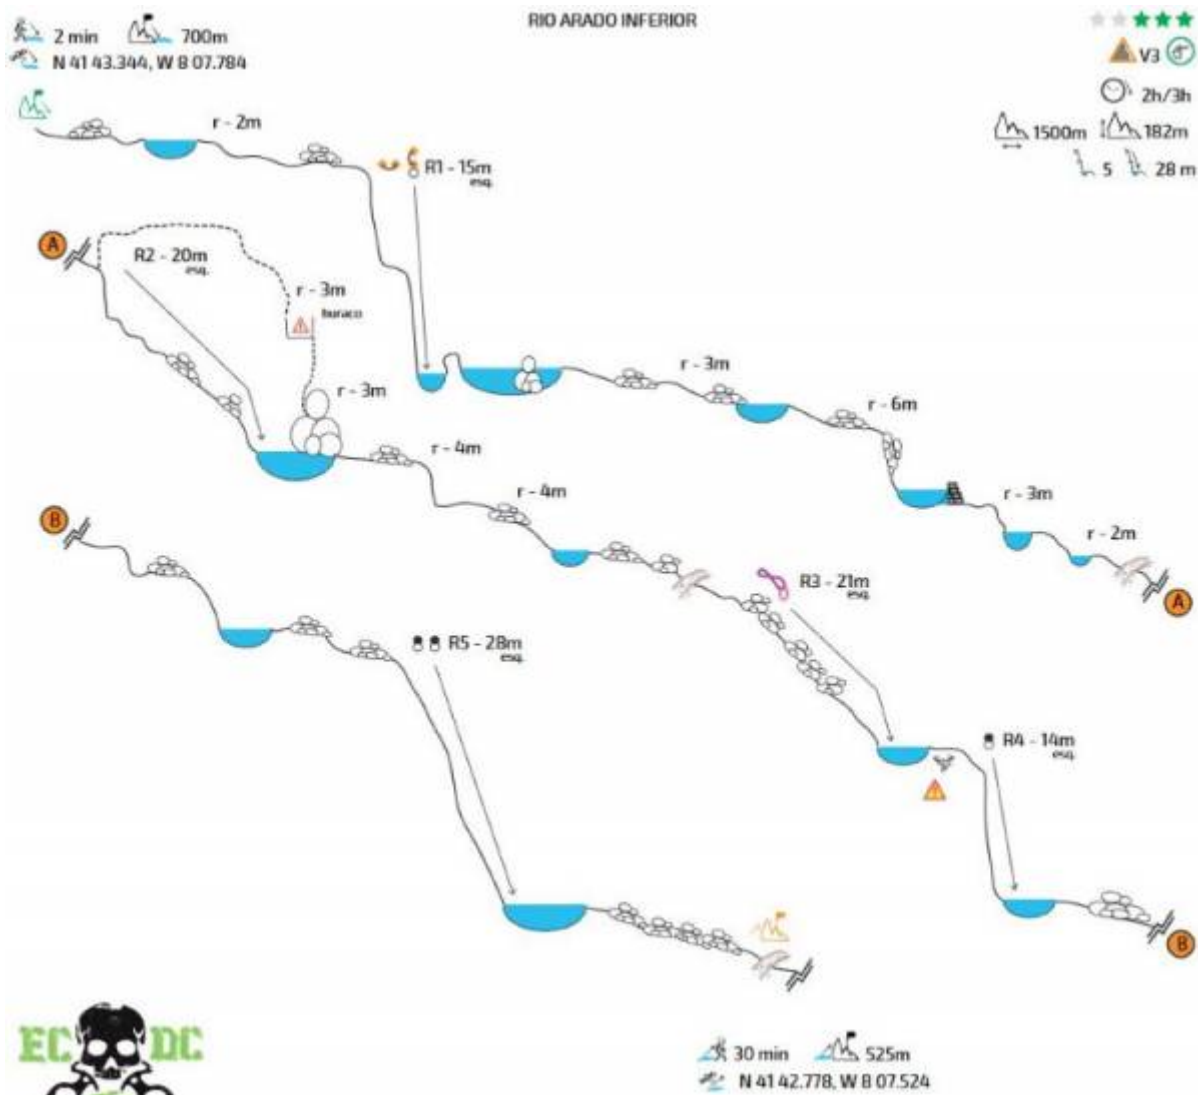 RIO ARADO INFERIOR
2 min 700m
N 41 43.344, W 8 07.784
V3
2h/3h
1500m 182m
5 28 m
r - 2m
R1 - 15m
esq.
A
R2 - 20m
esq.
r - 3m
buraco
r - 3m
r - 3m
r - 6m
r - 4m
r - 4m
r - 3m
r - 2m
B
R3 - 21m
esq.
A
R5 - 28m
esq.
R4 - 14m
esq.
B
EC DC
30 min 525m
N 41 42.778, W 8 07.524